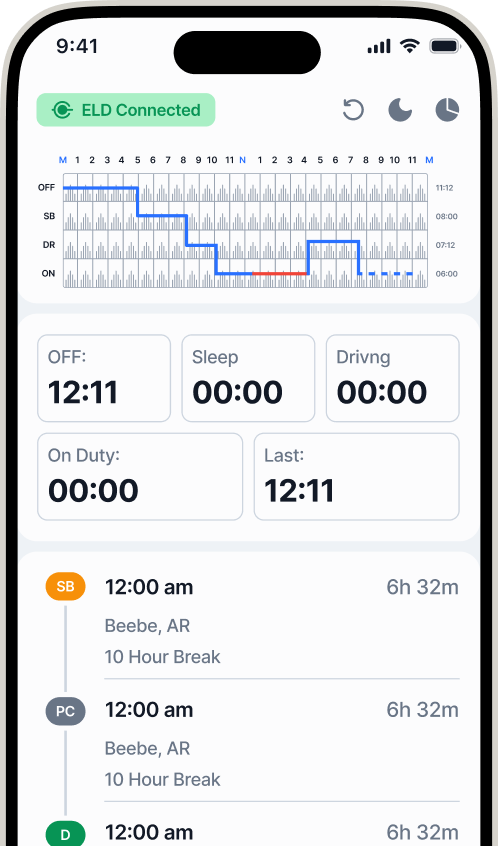 9:41
ELD Connected
M 1 2 3 4 5 6 7 8 9 10 11 N 1 2 3 4 5 6 7 8 9 10 11 M
OFF 11:12
SB 08:00
DR 07:12
ON 06:00
OFF: Sleep Drivng
12:11 00:00 00:00
On Duty: Last:
00:00 12:11
SB 12:00 am 6h 32m
Beebe, AR
10 Hour Break
PC 12:00 am 6h 32m
Beebe, AR
10 Hour Break
D 12:00 am 6h 32m